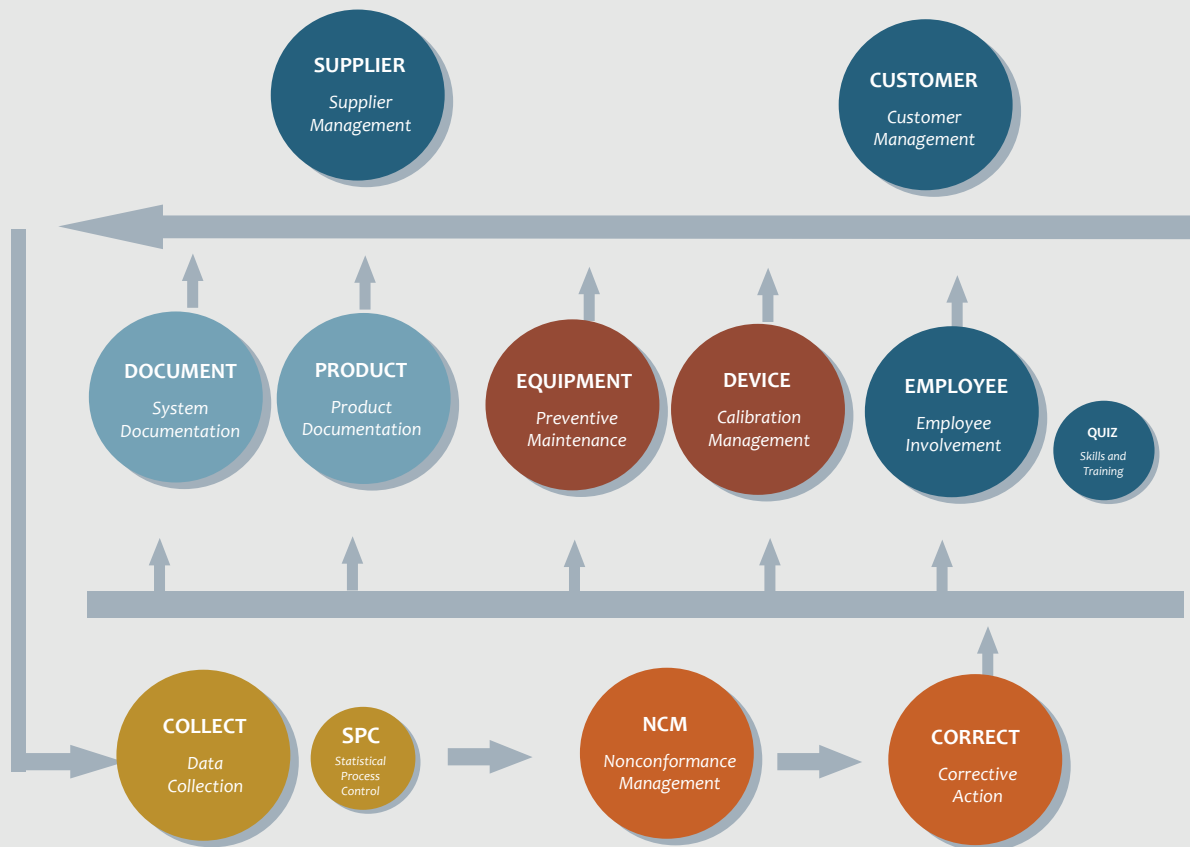 SUPPLIER
Supplier
Management
CUSTOMER
Customer
Management
DOCUMENT
System
Documentation
PRODUCT
Product
Documentation
EQUIPMENT
Preventive
Maintenance
DEVICE
Calibration
Management
EMPLOYEE
Employee
Involvement
QUIZ
Skills and
Training
COLLECT
Data
Collection
SPC
Statistical
Process
Control
NCM
Nonconformance
Management
CORRECT
Corrective
Action